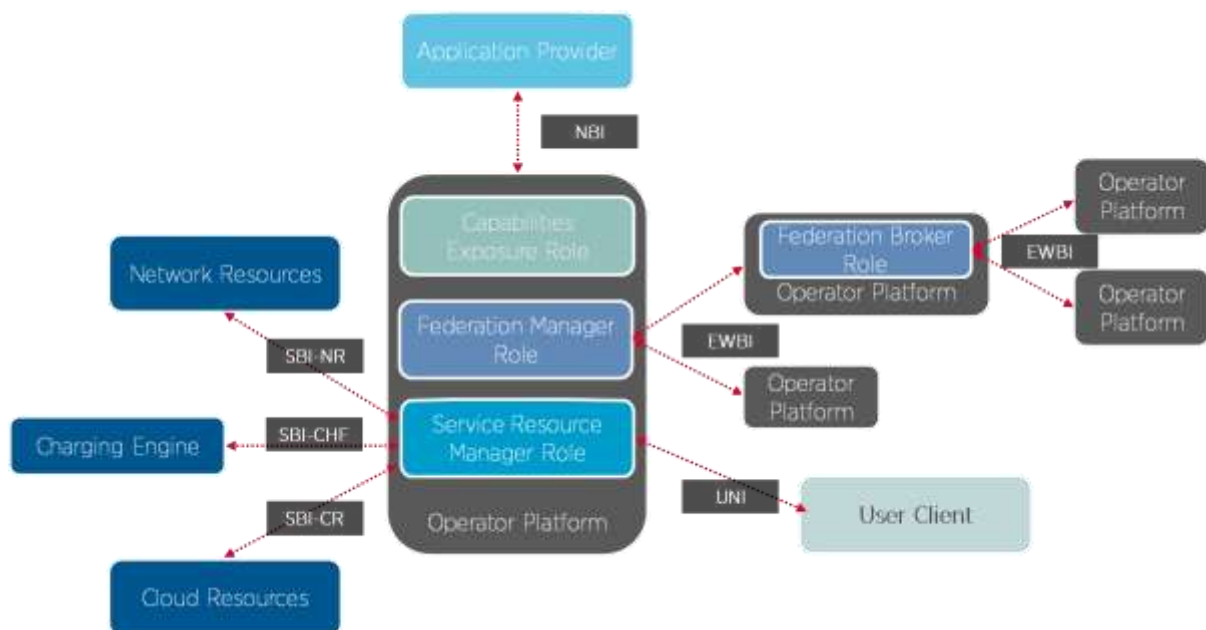 Application Provider
NBI
Capabilities
Exposure Role
Operator
Platform
Federation Broker
Role
Operator Platform
EWBI
Network Resources
Operator
Platform
Federation Manager
Role
EWBI
SBI-NR
Operator
Platform
Service Resource
Manager Role
Charging Engine
SBI-CHF
UNI
User Client
SBI-CR
Operator Platform
Cloud Resources